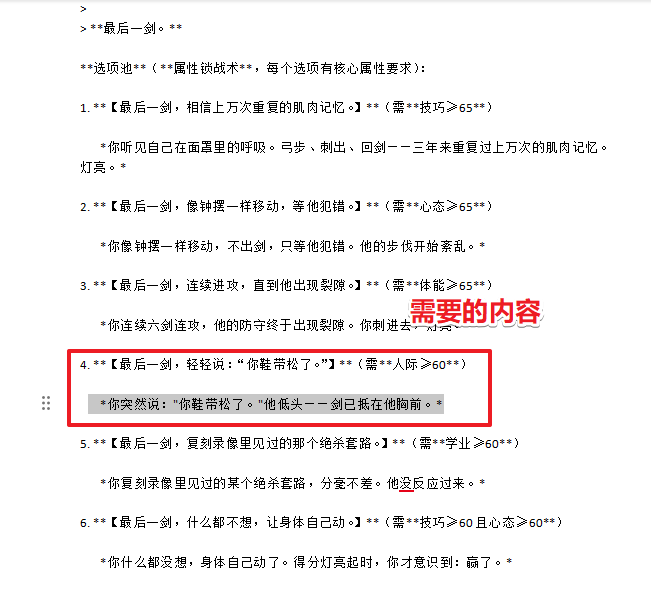 >
> **最后一剑。**
**选项池**（**属性锁战术**，每个选项有核心属性要求）：
1. **【最后一剑，相信上万次重复的肌肉记忆。】**（需**技巧≥65**）
*你听见自己在面罩里的呼吸。弓步、刺出、回剑——三年来重复过上万次的肌肉记忆。
灯亮。*
2. **【最后一剑，像钟摆一样移动，等他犯错。】**（需**心态≥65**）
*你像钟摆一样移动，不出剑，只等他犯错。他的步伐开始紊乱。*
3. **【最后一剑，连续进攻，直到他出现裂隙。】**（需**体能≥65**）
需要的内容
*你连续六剑连攻，他的防守终于出现裂隙。你刺进去，灯亮。*
4. **【最后一剑，轻轻说：“你鞋带松了。”】**（需**人际≥60**）
*你突然说："你鞋带松了。"他低头——剑已抵在他胸前。*
5. **【最后一剑，复刻录像里见过的那个绝杀套路。】**（需**学业≥60**）
*你复刻录像里见过的某个绝杀套路，分毫不差。他没反应过来。*
6. **【最后一剑，什么都不想，让身体自己动。】**（需**技巧≥60 且心态≥60**）
*你什么都没想，身体自己动了。得分灯亮起时，你才意识到：赢了。*